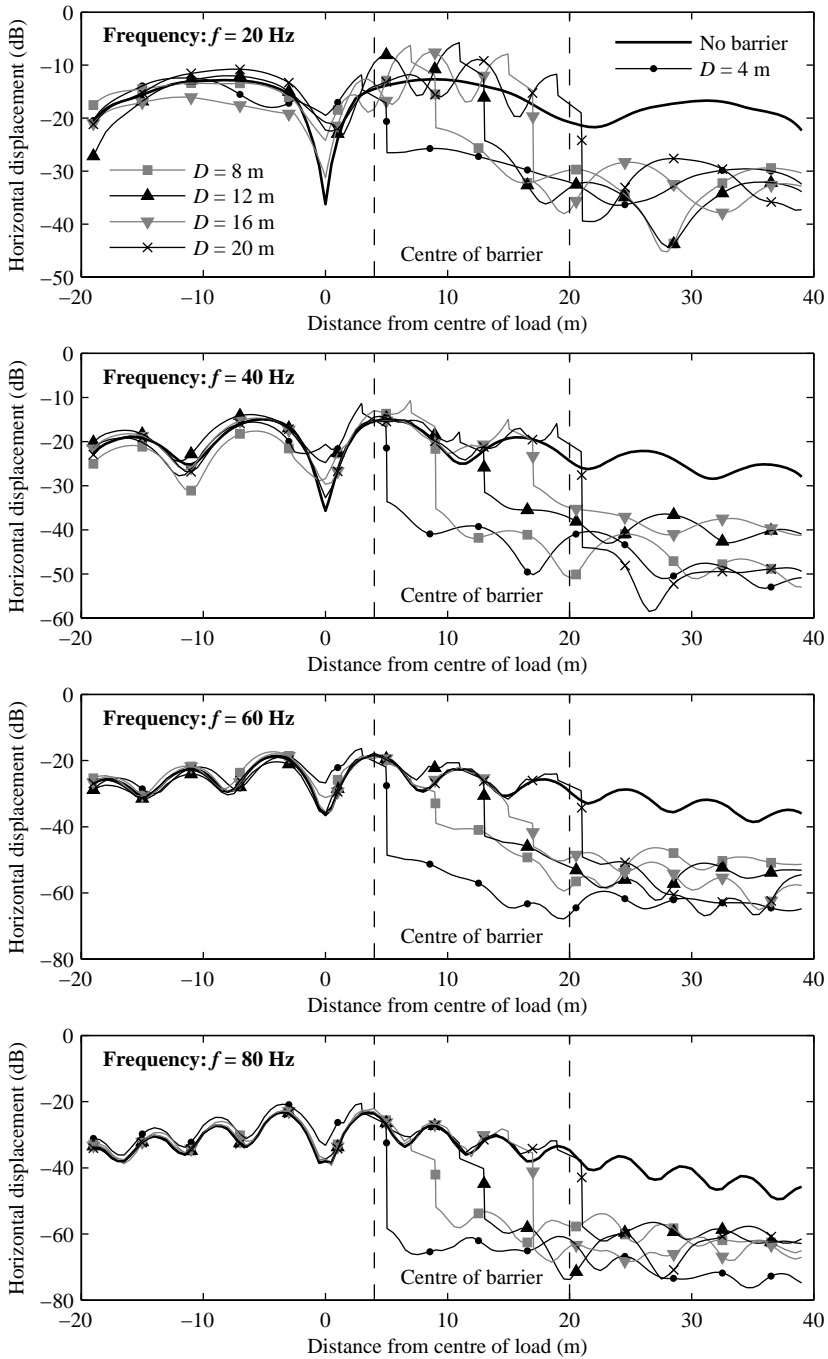 Frequency: f = 20 Hz
No barrier
D = 4 m
D = 8 m
D = 12 m
D = 16 m
D = 20 m
Centre of barrier
0
−10
−20
−30
−40
−50
Horizontal displacement (dB)
−20 −10 0 10 20 30 40
Distance from centre of load (m)
Frequency: f = 40 Hz
Centre of barrier
0
−10
−20
−30
−40
−50
−60
Horizontal displacement (dB)
−20 −10 0 10 20 30 40
Distance from centre of load (m)
Frequency: f = 60 Hz
Centre of barrier
0
−20
−40
−60
−80
Horizontal displacement (dB)
−20 −10 0 10 20 30 40
Distance from centre of load (m)
Frequency: f = 80 Hz
Centre of barrier
0
−20
−40
−60
−80
Horizontal displacement (dB)
−20 −10 0 10 20 30 40
Distance from centre of load (m)